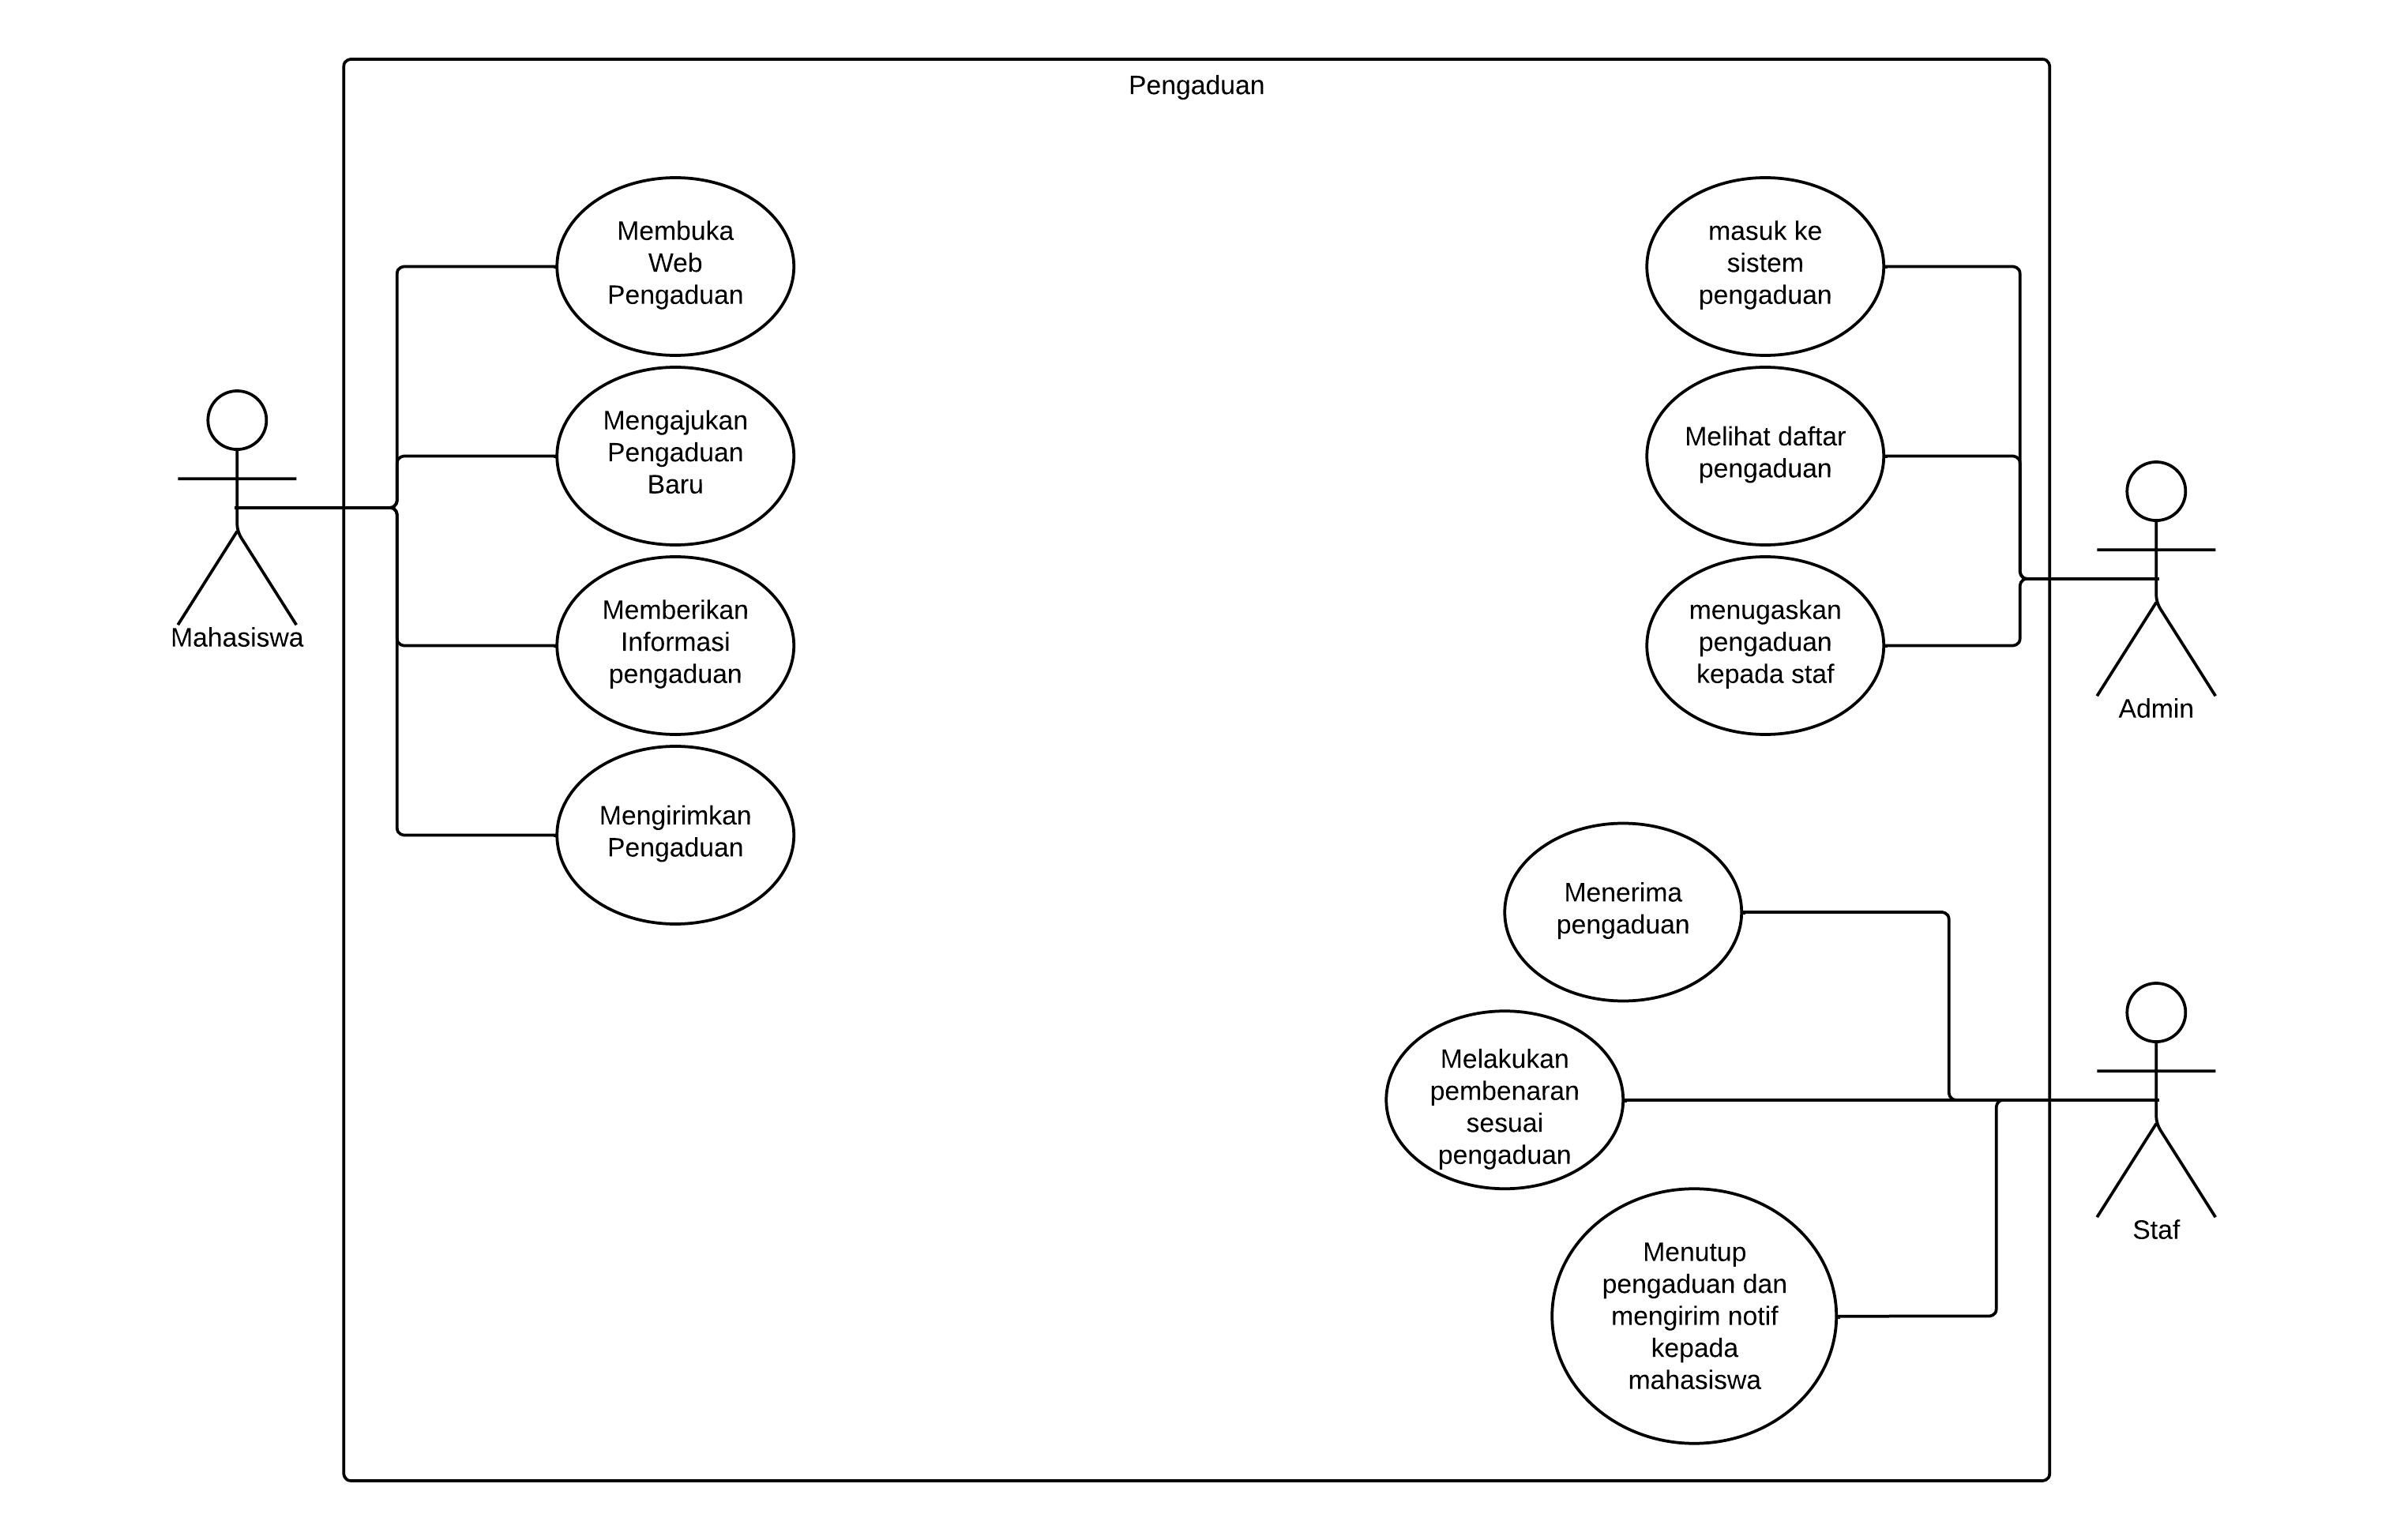 Pengaduan
Membuka
Web
Pengaduan
Mengajukan
Pengaduan
Baru
Memberikan
Informasi
pengaduan
Mengirimkan
Pengaduan
Mahasiswa
masuk ke
sistem
pengaduan
Melihat daftar
pengaduan
menugaskan
pengaduan
kepada staf
Admin
Menerima
pengaduan
Melakukan
pembenaran
sesuai
pengaduan
Menutup
pengaduan dan
mengirim notif
kepada
mahasiswa
Staf